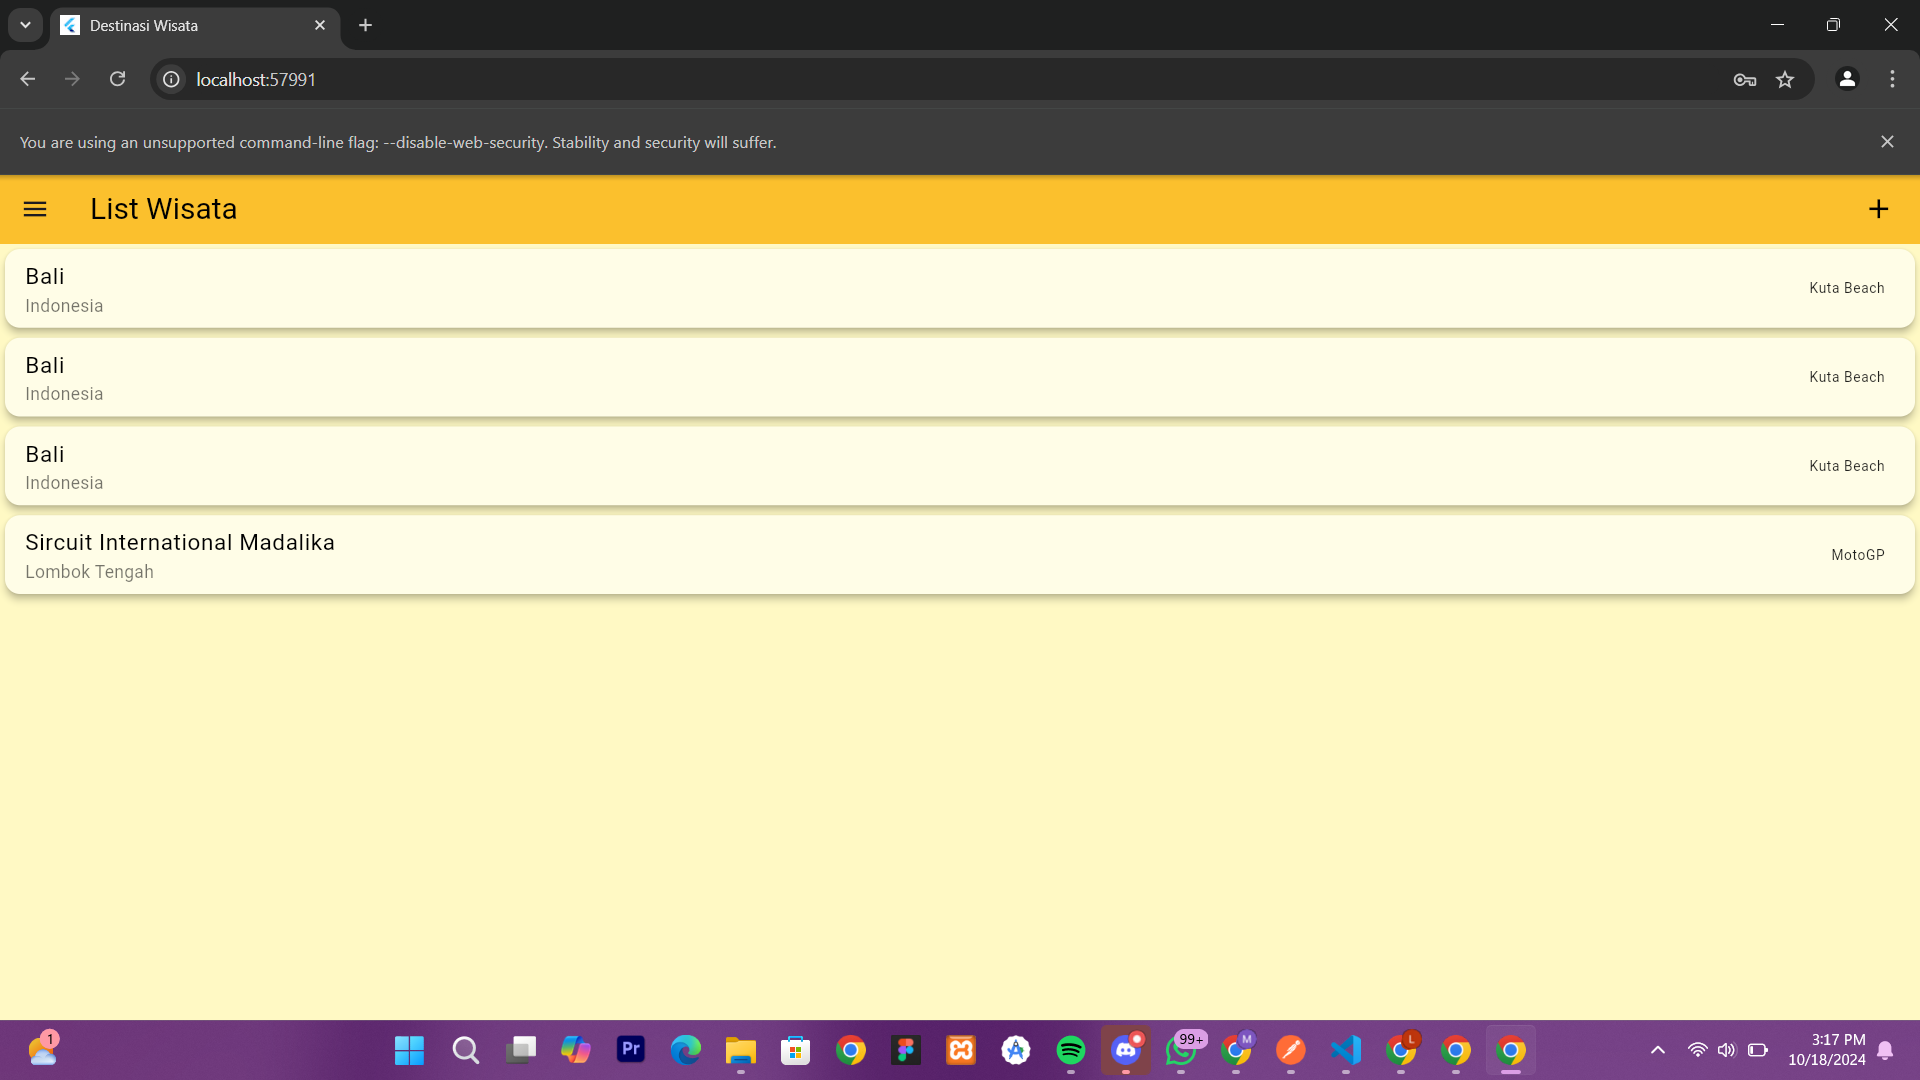 Destinasi Wisata
localhost:57991
You are using an unsupported command-line flag: --disable-web-security. Stability and security will suffer.
List Wisata
Bali
Indonesia
Kuta Beach
Bali
Indonesia
Kuta Beach
Bali
Indonesia
Kuta Beach
Sircuit International Madalika
Lombok Tengah
MotoGP
1
Pr
99+
M
L
3:17 PM
10/18/2024